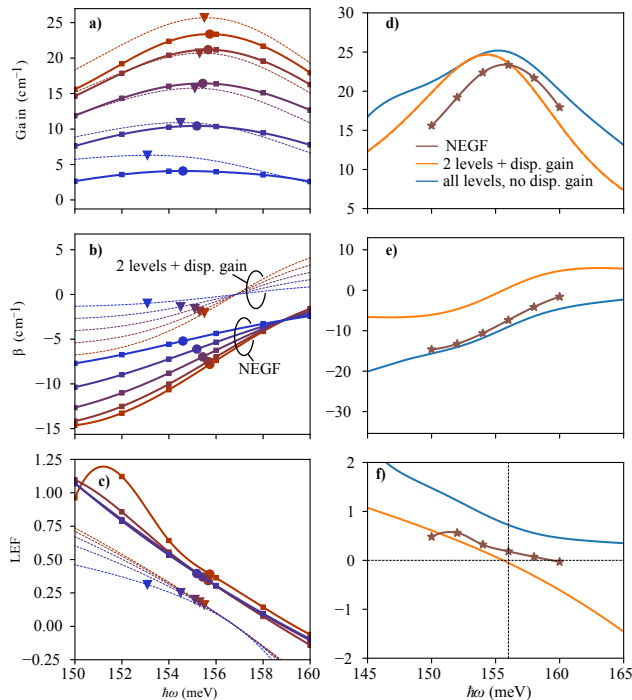 a)
Gain (cm⁻¹)
25
20
15
10
5
0
b)
β (cm⁻¹)
5
0
−5
−10
−15
2 levels + disp. gain
NEGF
c)
LEF
1.25
1.00
0.75
0.50
0.25
0.00
−0.25
150 152 154 156 158 160
ħω (meV)
d)
30
25
20
15
10
5
NEGF
2 levels + disp. gain
all levels, no disp. gain
e)
10
0
−10
−20
−30
f)
2
1
0
−1
−2
145 150 155 160 165
ħω (meV)